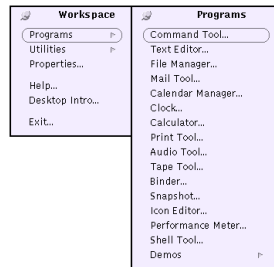 Workspace
Programs
Utilities
Properties...
Help...
Desktop Intro...
Exit...
Programs
Command Tool...
Text Editor...
File Manager...
Mail Tool...
Calendar Manager...
Clock...
Calculator...
Print Tool...
Audio Tool...
Tape Tool...
Binder...
Snapshot...
Icon Editor...
Performance Meter...
Shell Tool...
Demos